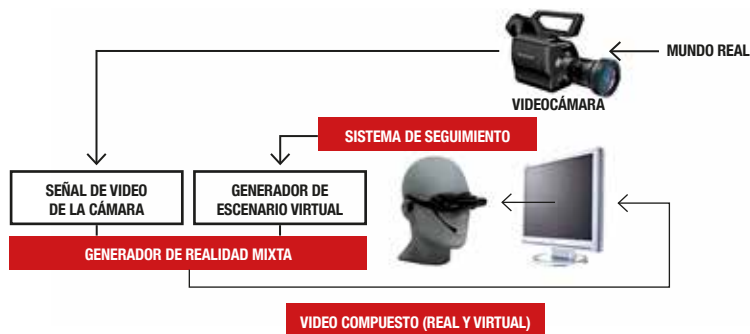 MUNDO REAL
VIDEOCÁMARA
SISTEMA DE SEGUIMIENTO
SEÑAL DE VIDEO
DE LA CÁMARA
GENERADOR DE
ESCENARIO VIRTUAL
GENERADOR DE REALIDAD MIXTA
VIDEO COMPUESTO (REAL Y VIRTUAL)